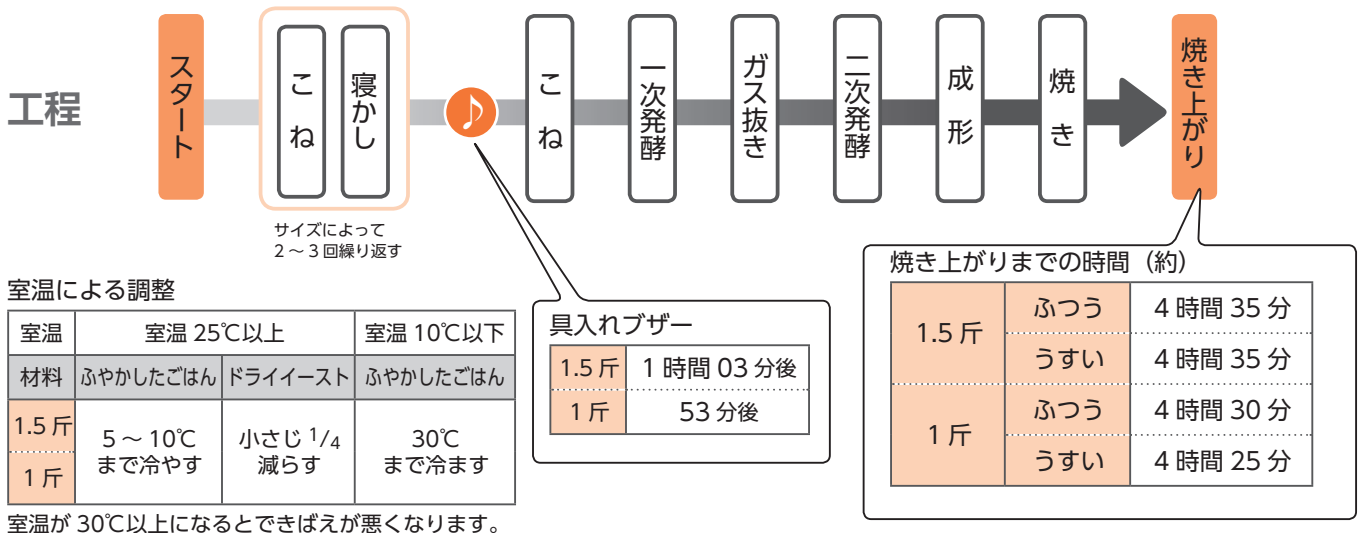 工程
スタート
こね
寝かし
サイズによって
2～3回繰り返す
♪
こね
一次発酵
ガス抜き
二次発酵
成形
焼き
焼き上がり
室温による調整
室温 室温25℃以上 室温10℃以下
材料 ふやかしたごはん ドライイースト ふやかしたごはん
1.5斤
1斤
5～10℃
まで冷やす
小さじ1/4
減らす
30℃
まで冷ます
室温が30℃以上になるとできばえが悪くなります。
具入れブザー
1.5斤 1時間03分後
1斤 53分後
焼き上がりまでの時間（約）
1.5斤
ふつう 4時間35分
うすい 4時間35分
1斤
ふつう 4時間30分
うすい 4時間25分